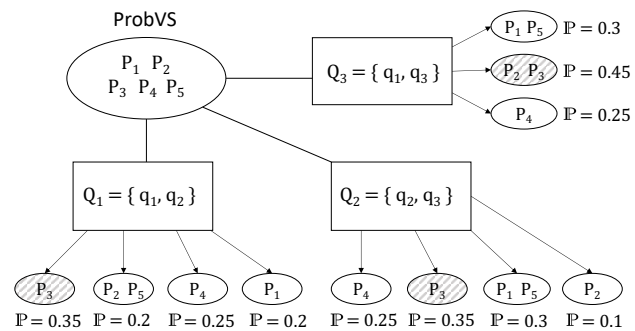 ProbVS
P₁ P₂
P₃ P₄ P₅
Q₃ = { q₁, q₃ }
P₁ P₅ ℙ = 0.3
P₂ P₃ ℙ = 0.45
P₄ ℙ = 0.25
Q₁ = { q₁, q₂ }
Q₂ = { q₂, q₃ }
P₃ P₂ P₅ P₄ P₁ P₄ P₃ P₁ P₅ P₂
ℙ = 0.35 ℙ = 0.2 ℙ = 0.25 ℙ = 0.2 ℙ = 0.25 ℙ = 0.35 ℙ = 0.3 ℙ = 0.1